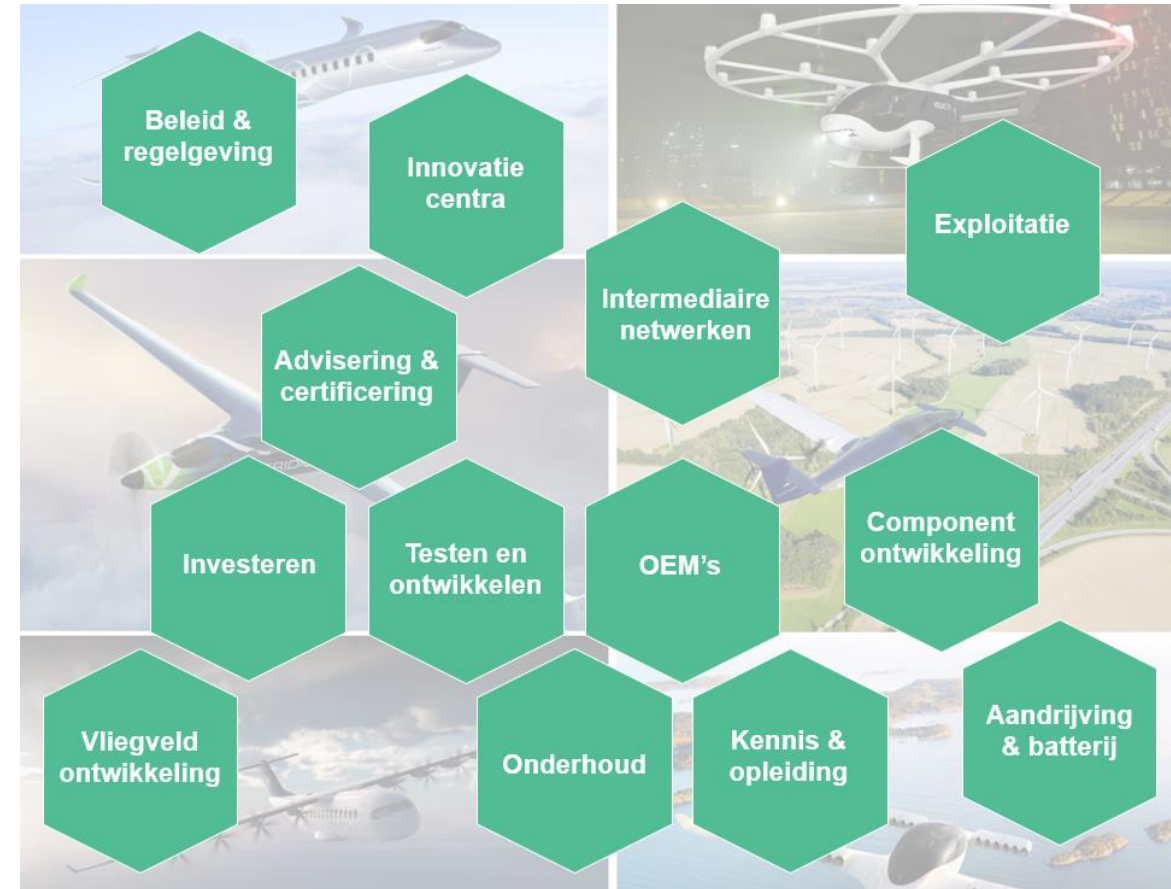 Beleid &
regelgeving
Innovatie
centra
Exploitatie
Intermediaire
netwerken
Advisering &
certificering
Component
ontwikkeling
Investeren
Testen en
ontwikkelen
OEM's
Vliegveld
ontwikkeling
Onderhoud
Kennis &
opleiding
Aandrijving
& batterij